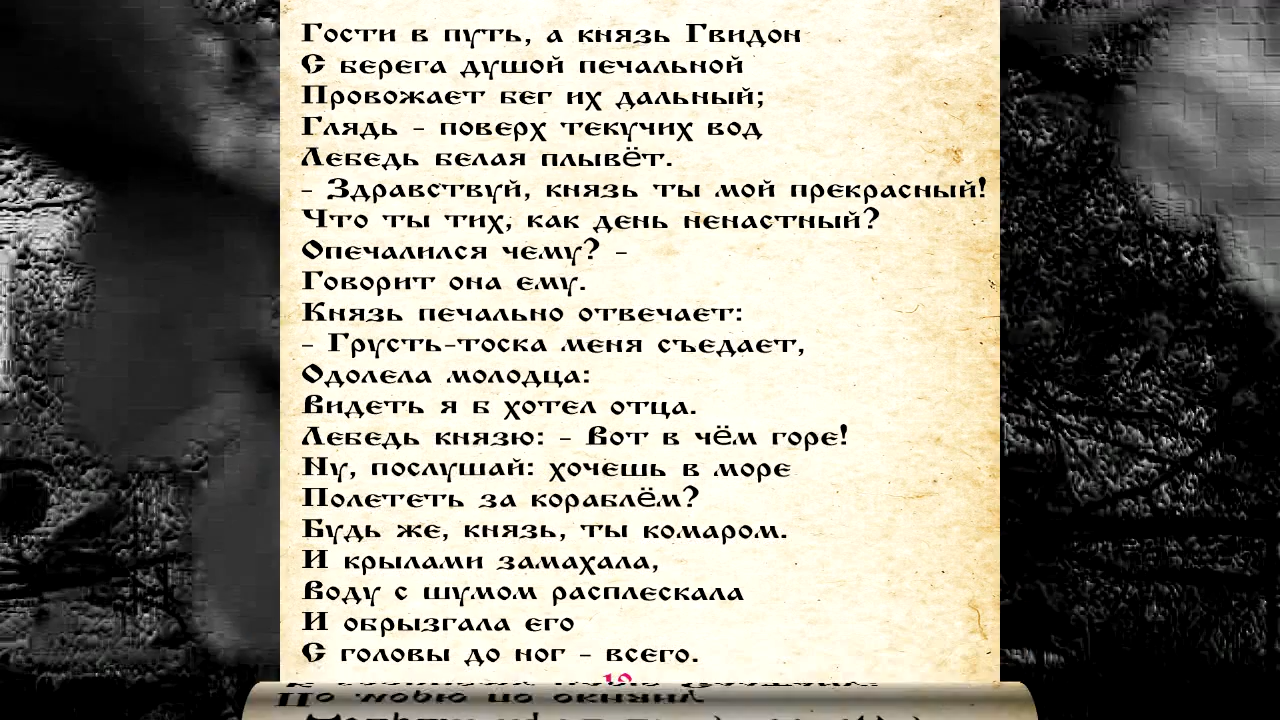 Гости в путь, а князь Гвидон
С берега душой печальной
Провожает бег их дальный;
Глядь - поверх текучих вод
Лебедь белая плывёт.
- Здравствуй, князь ты мой прекрасный!
Что ты тих, как день ненастный?
Опечалился чему? -
Говорит она ему.
Князь печально отвечает:
- Грусть-тоска меня съедает,
Одолела молодца:
Видеть я б хотел отца.
Лебедь князю: - Вот в чём горе!
Ну, послушай: хочешь в море
Полететь за кораблём?
Будь же, князь, ты комаром.
И крылами замахала,
Воду с шумом расплескала
И обрызгала его
С головы до ног - всего.